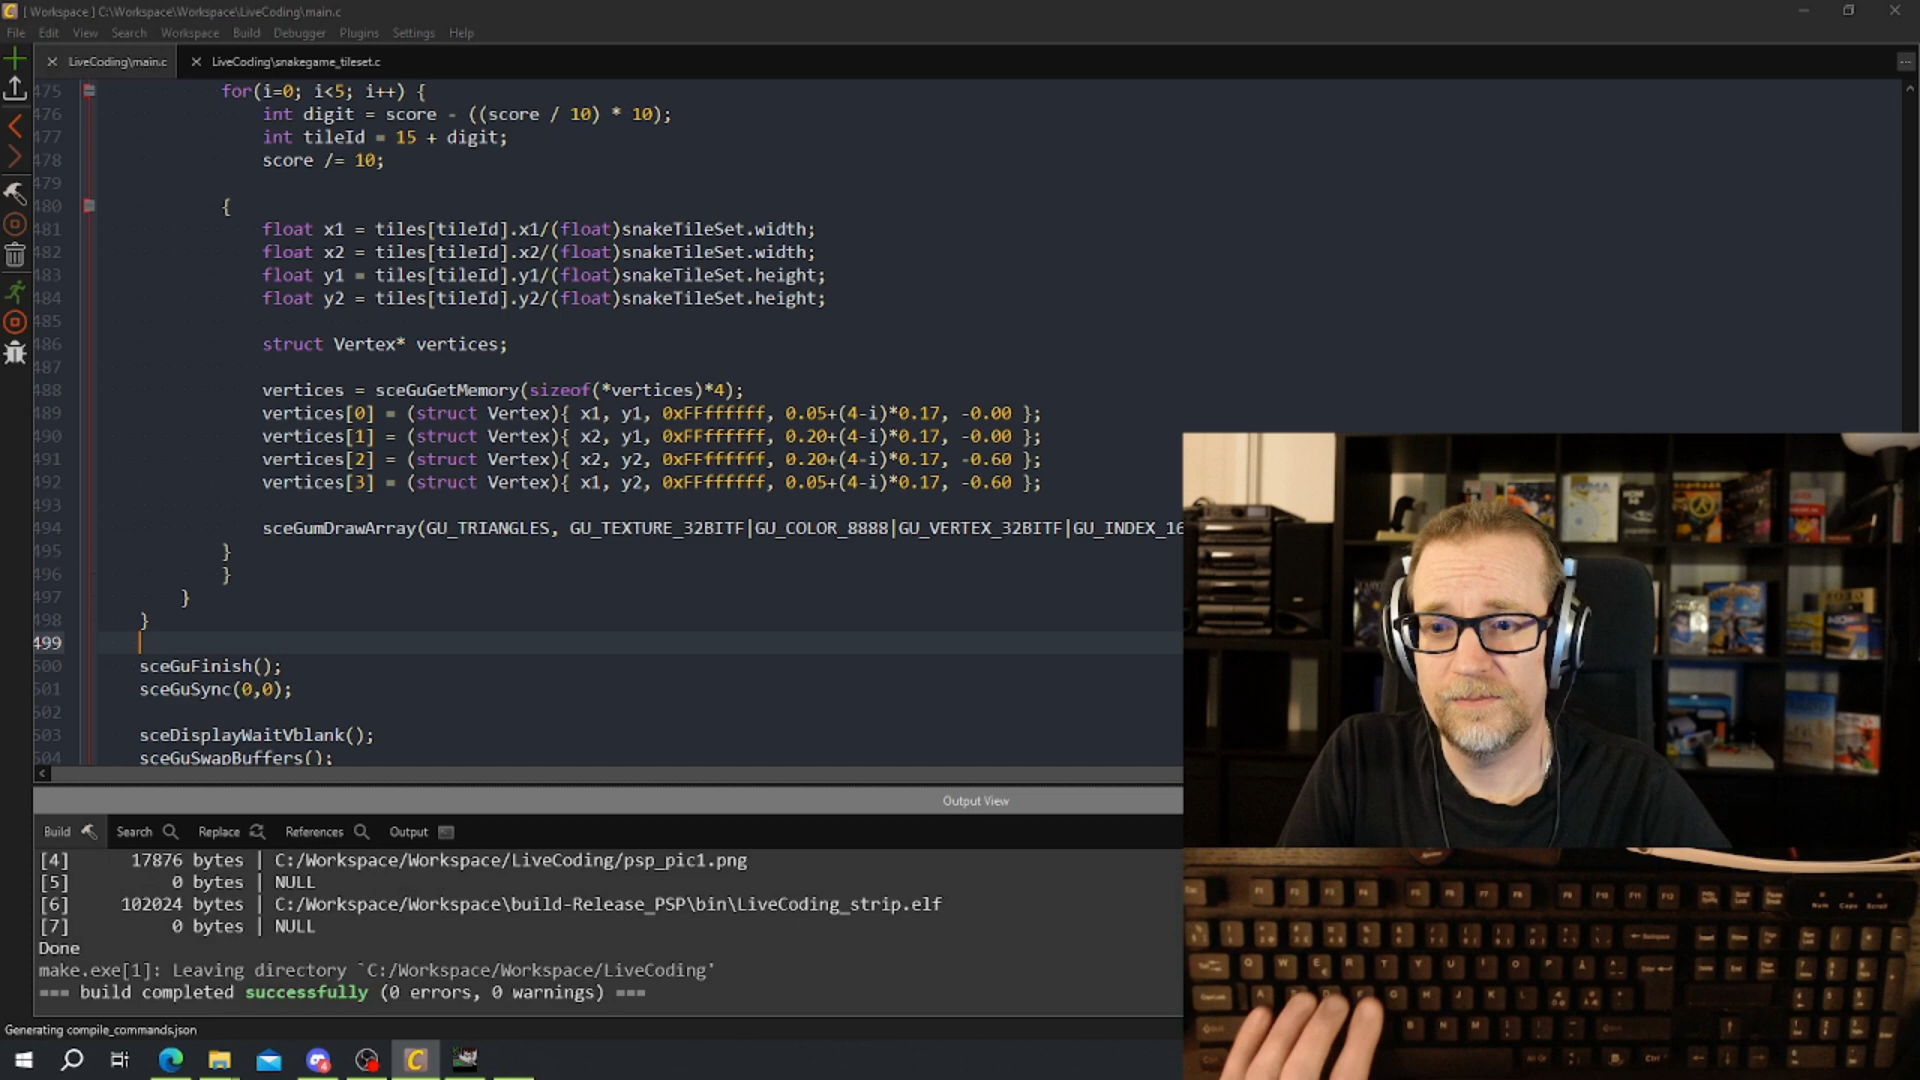 [ Workspace ] C:\Workspace\Workspace\LiveCoding\main.c
File Edit View Search Workspace Build Debugger Plugins Settings Help
LiveCoding\main.c LiveCoding\snakegame_tileset.c
475 for(i=0; i<5; i++) {
476 int digit = score - ((score / 10) * 10);
477 int tileId = 15 + digit;
478 score /= 10;
479
480 {
481 float x1 = tiles[tileId].x1/(float)snakeTileSet.width;
482 float x2 = tiles[tileId].x2/(float)snakeTileSet.width;
483 float y1 = tiles[tileId].y1/(float)snakeTileSet.height;
484 float y2 = tiles[tileId].y2/(float)snakeTileSet.height;
485
486 struct Vertex* vertices;
487
488 vertices = sceGuGetMemory(sizeof(*vertices)*4);
489 vertices[0] = (struct Vertex){ x1, y1, 0xFFffffff, 0.05+(4-i)*0.17, -0.00 };
490 vertices[1] = (struct Vertex){ x2, y1, 0xFFffffff, 0.20+(4-i)*0.17, -0.00 };
491 vertices[2] = (struct Vertex){ x2, y2, 0xFFffffff, 0.20+(4-i)*0.17, -0.60 };
492 vertices[3] = (struct Vertex){ x1, y2, 0xFFffffff, 0.05+(4-i)*0.17, -0.60 };
493
494 sceGumDrawArray(GU_TRIANGLES, GU_TEXTURE_32BITF|GU_COLOR_8888|GU_VERTEX_32BITF|GU_INDEX_16
495 }
496 }
497 }
498 }
499
500 sceGuFinish();
501 sceGuSync(0,0);
502
503 sceDisplayWaitVblank();
504 sceGuSwapBuffers();
Output View
Build Search Replace References Output
[4] 17876 bytes | C:/Workspace/Workspace/LiveCoding/psp_pic1.png
[5] 0 bytes | NULL
[6] 102024 bytes | C:/Workspace/Workspace\build-Release_PSP\bin\LiveCoding_strip.elf
[7] 0 bytes | NULL
Done
make.exe[1]: Leaving directory `C:/Workspace/Workspace/LiveCoding'
=== build completed successfully (0 errors, 0 warnings) ===
Generating compile_commands.json